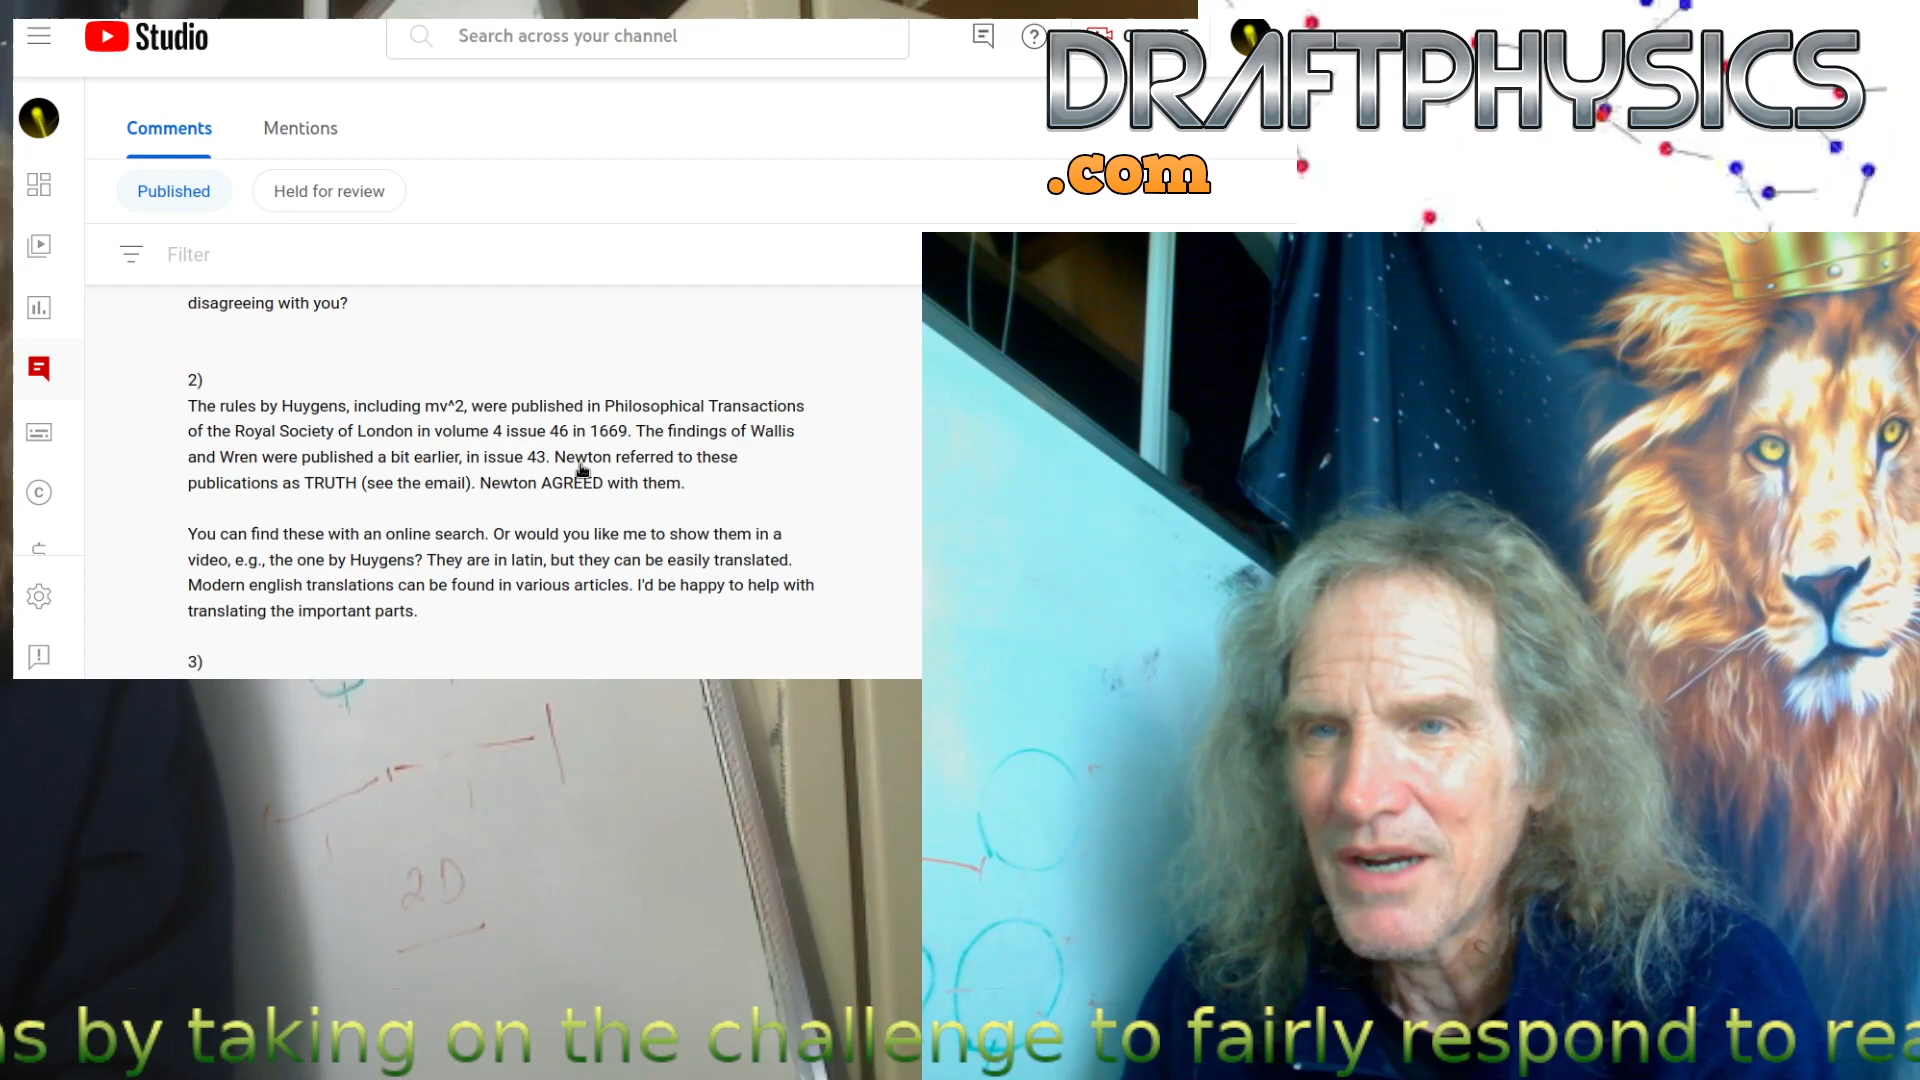 Studio
Search across your channel
DRAFTPHYSICS
.com
Comments
Mentions
Published
Held for review
Filter
disagreeing with you?
2)
The rules by Huygens, including mv^2, were published in Philosophical Transactions
of the Royal Society of London in volume 4 issue 46 in 1669. The findings of Wallis
and Wren were published a bit earlier, in issue 43. Newton referred to these
publications as TRUTH (see the email). Newton AGREED with them.
You can find these with an online search. Or would you like me to show them in a
video, e.g., the one by Huygens? They are in latin, but they can be easily translated.
Modern english translations can be found in various articles. I'd be happy to help with
translating the important parts.
3)
2D
by taking on the challenge to fairly respond to